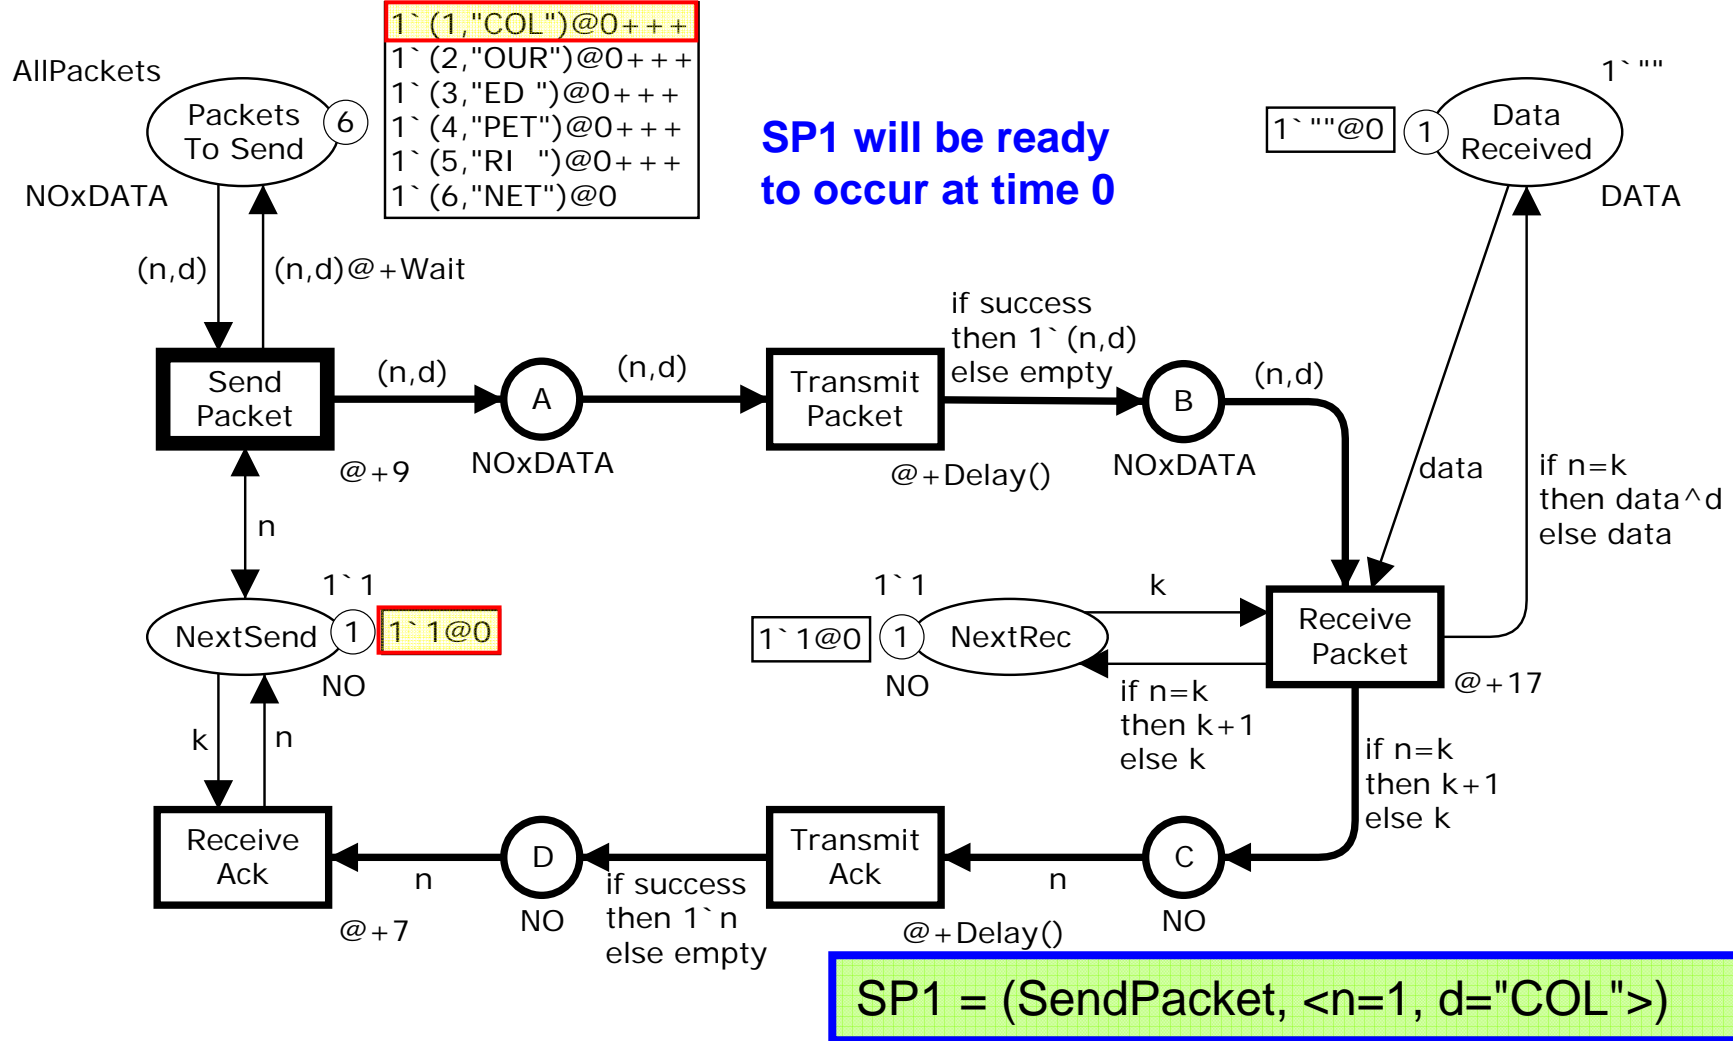 AllPackets
Packets
To Send
6
1`(1,"COL")@0+++
1`(2,"OUR")@0+++
1`(3,"ED ")@0+++
1`(4,"PET")@0+++
1`(5,"RI  ")@0+++
1`(6,"NET")@0
NOxDATA
SP1 will be ready
to occur at time 0
1`""
1`""@0
1
Data
Received
DATA
(n,d)
(n,d)@+Wait
Send
Packet
@+9
(n,d)
A
NOxDATA
(n,d)
Transmit
Packet
@+Delay()
if success
then 1`(n,d)
else empty
B
NOxDATA
(n,d)
data
if n=k
then data^d
else data
n
1`1
NextSend
1
1`1@0
NO
1`1
1`1@0
1
NextRec
NO
k
if n=k
then k+1
else k
Receive
Packet
@+17
if n=k
then k+1
else k
k
n
Receive
Ack
@+7
n
D
NO
if success
then 1`n
else empty
Transmit
Ack
@+Delay()
n
C
NO
SP1 = (SendPacket, <n=1, d="COL">)